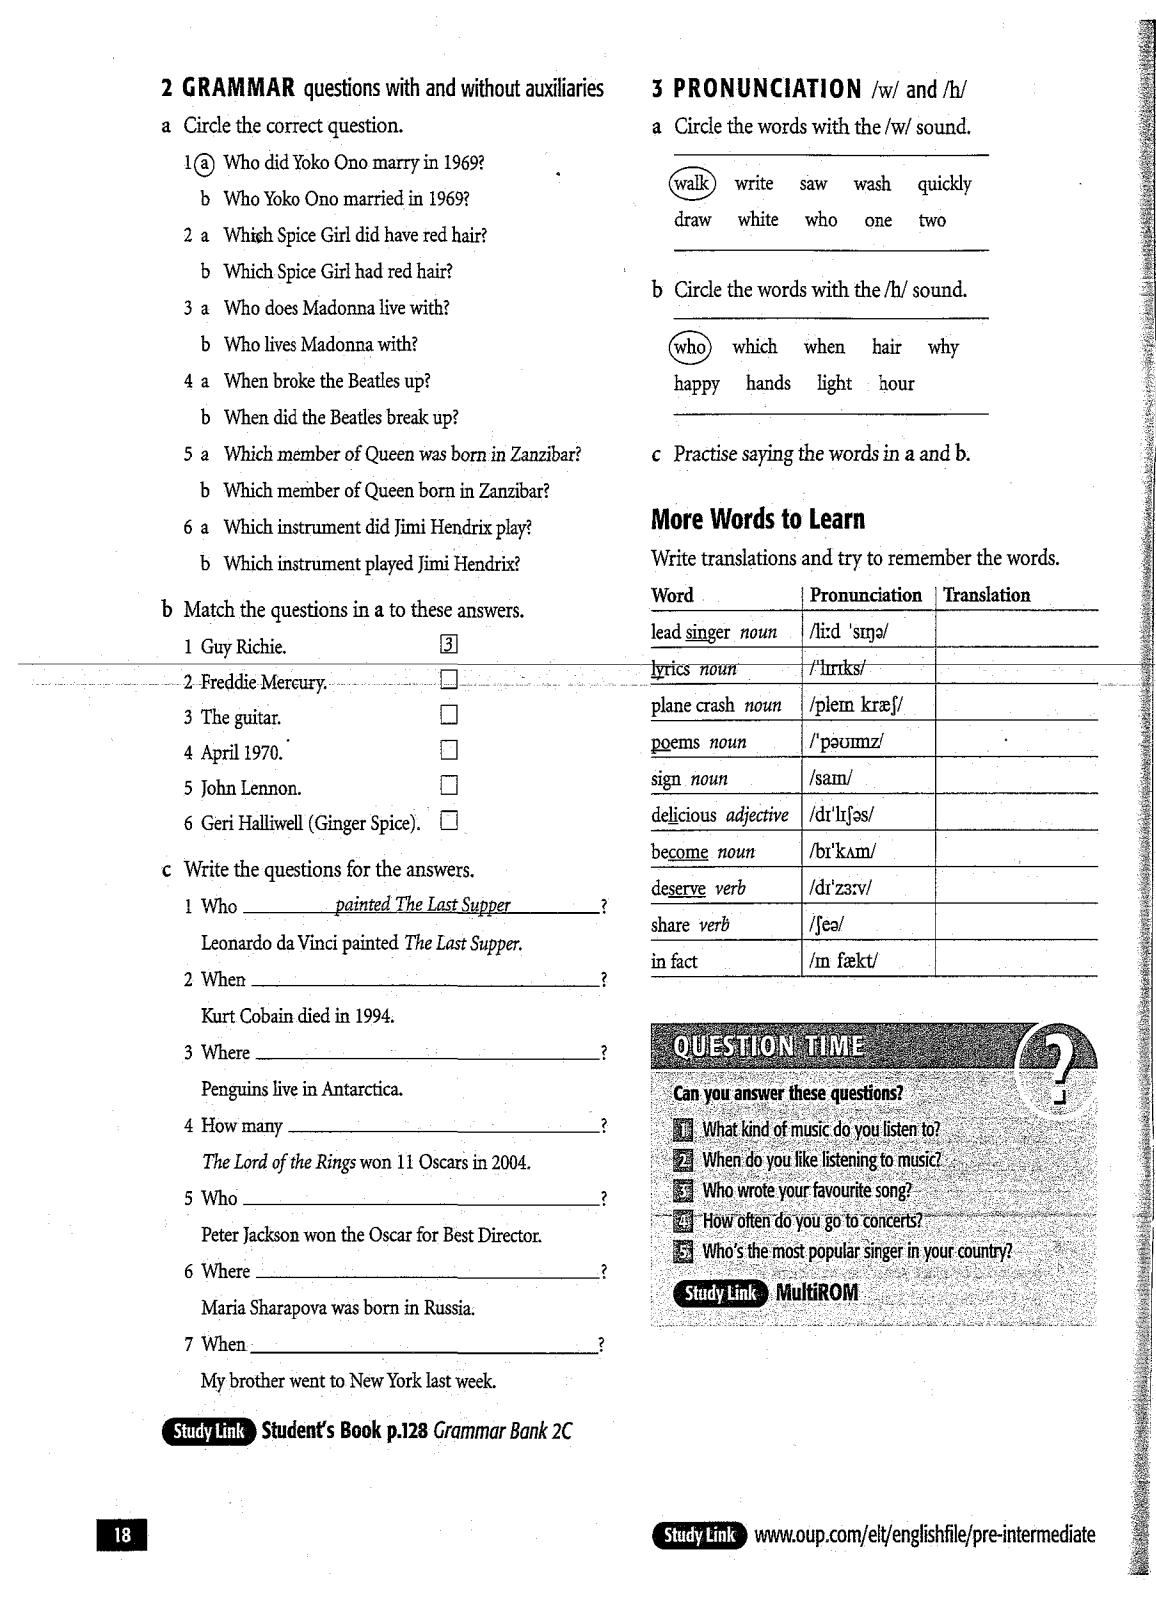 2 GRAMMAR questions with and without auxiliaries
a Circle the correct question.
1 a Who did Yoko Ono marry in 1969?
b Who Yoko Ono married in 1969?
2 a Which Spice Girl did have red hair?
b Which Spice Girl had red hair?
3 a Who does Madonna live with?
b Who lives Madonna with?
4 a When broke the Beatles up?
b When did the Beatles break up?
5 a Which member of Queen was born in Zanzibar?
b Which member of Queen born in Zanzibar?
6 a Which instrument did Jimi Hendrix play?
b Which instrument played Jimi Hendrix?
b Match the questions in a to these answers.
1 Guy Richie. 3
2 Freddie Mercury.
3 The guitar.
4 April 1970.
5 John Lennon.
6 Geri Halliwell (Ginger Spice).
c Write the questions for the answers.
1 Who painted The Last Supper ?
Leonardo da Vinci painted The Last Supper.
2 When ?
Kurt Cobain died in 1994.
3 Where ?
Penguins live in Antarctica.
4 How many ?
The Lord of the Rings won 11 Oscars in 2004.
5 Who ?
Peter Jackson won the Oscar for Best Director.
6 Where ?
Maria Sharapova was born in Russia.
7 When ?
My brother went to New York last week.
Study Link Student's Book p.128 Grammar Bank 2C
18
3 PRONUNCIATION /w/ and /h/
a Circle the words with the /w/ sound.
walk write saw wash quickly
draw white who one two
b Circle the words with the /h/ sound.
who which when hair why
happy hands light hour
c Practise saying the words in a and b.
More Words to Learn
Write translations and try to remember the words.
Word Pronunciation Translation
lead singer noun /liːd ˈsɪŋə/
lyrics noun /ˈlɪrɪks/
plane crash noun /pleɪn kræʃ/
poems noun /ˈpəʊɪmz/
sign noun /saɪn/
delicious adjective /dɪˈlɪʃəs/
become noun /bɪˈkʌm/
deserve verb /dɪˈzɜːv/
share verb /ʃeə/
in fact /ɪn fækt/
QUESTION TIME
?
Can you answer these questions?
1 What kind of music do you listen to?
2 When do you like listening to music?
3 Who wrote your favourite song?
4 How often do you go to concerts?
5 Who's the most popular singer in your country?
Study Link MultiROM
Study Link www.oup.com/elt/englishfile/pre-intermediate